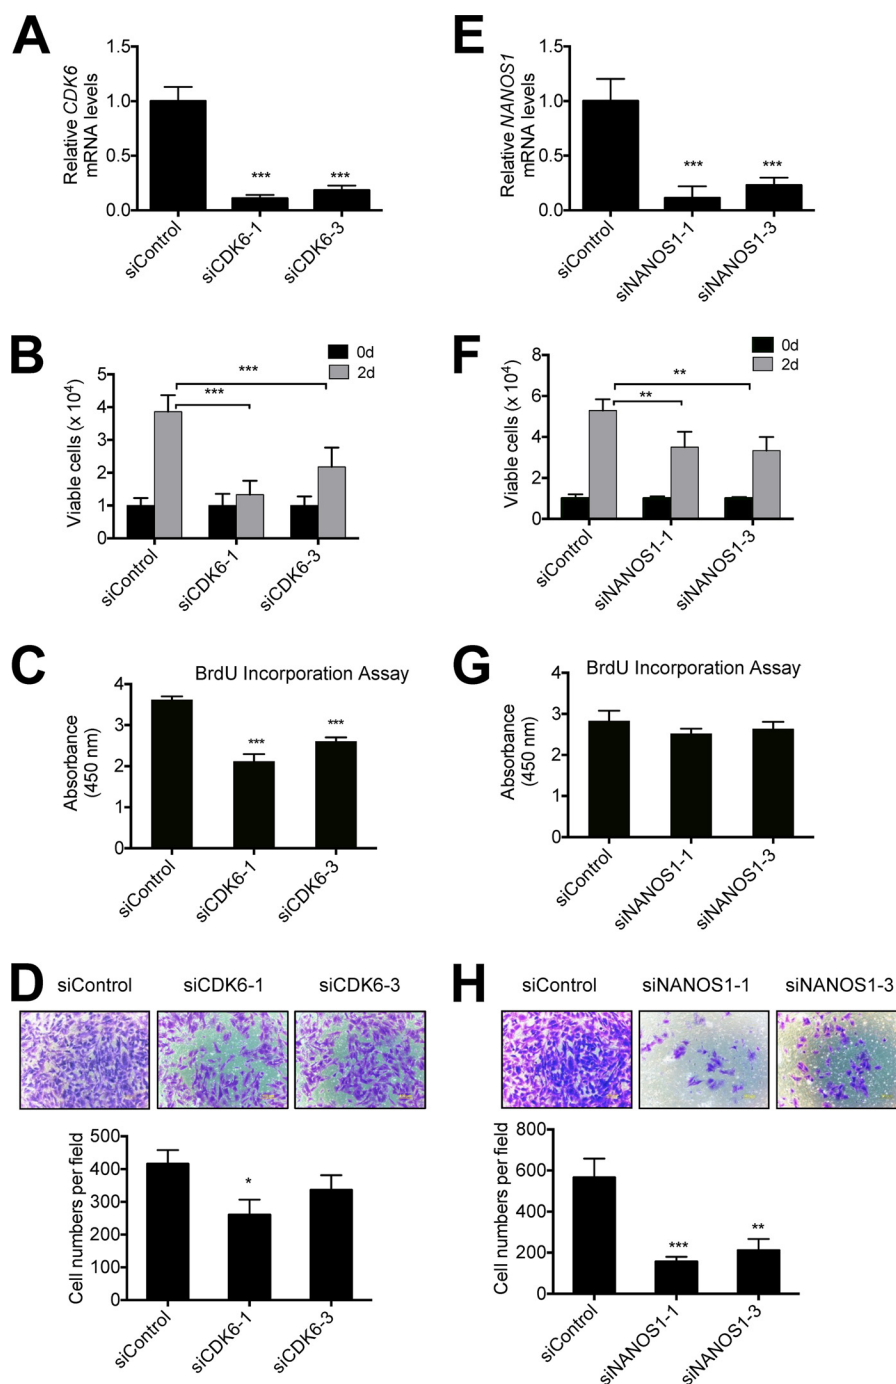 A
Relative CDK6
mRNA levels
1.5
1.0
0.5
0.0
***
***
siControl
siCDK6-1
siCDK6-3
E
Relative NANOS1
mRNA levels
1.5
1.0
0.5
0.0
***
***
siControl
siNANOS1-1
siNANOS1-3
B
Viable cells (x 10⁴)
5
4
3
2
1
0
0d
2d
***
***
siControl
siCDK6-1
siCDK6-3
F
Viable cells (x 10⁴)
8
6
4
2
0
0d
2d
**
**
siControl
siNANOS1-1
siNANOS1-3
C
BrdU Incorporation Assay
Absorbance
(450 nm)
4
3
2
1
0
***
***
siControl
siCDK6-1
siCDK6-3
G
BrdU Incorporation Assay
Absorbance
(450 nm)
4
3
2
1
0
siControl
siNANOS1-1
siNANOS1-3
D
siControl
siCDK6-1
siCDK6-3
Cell numbers per field
500
400
300
200
100
0
*
siControl
siCDK6-1
siCDK6-3
H
siControl
siNANOS1-1
siNANOS1-3
Cell numbers per field
800
600
400
200
0
***
**
siControl
siNANOS1-1
siNANOS1-3